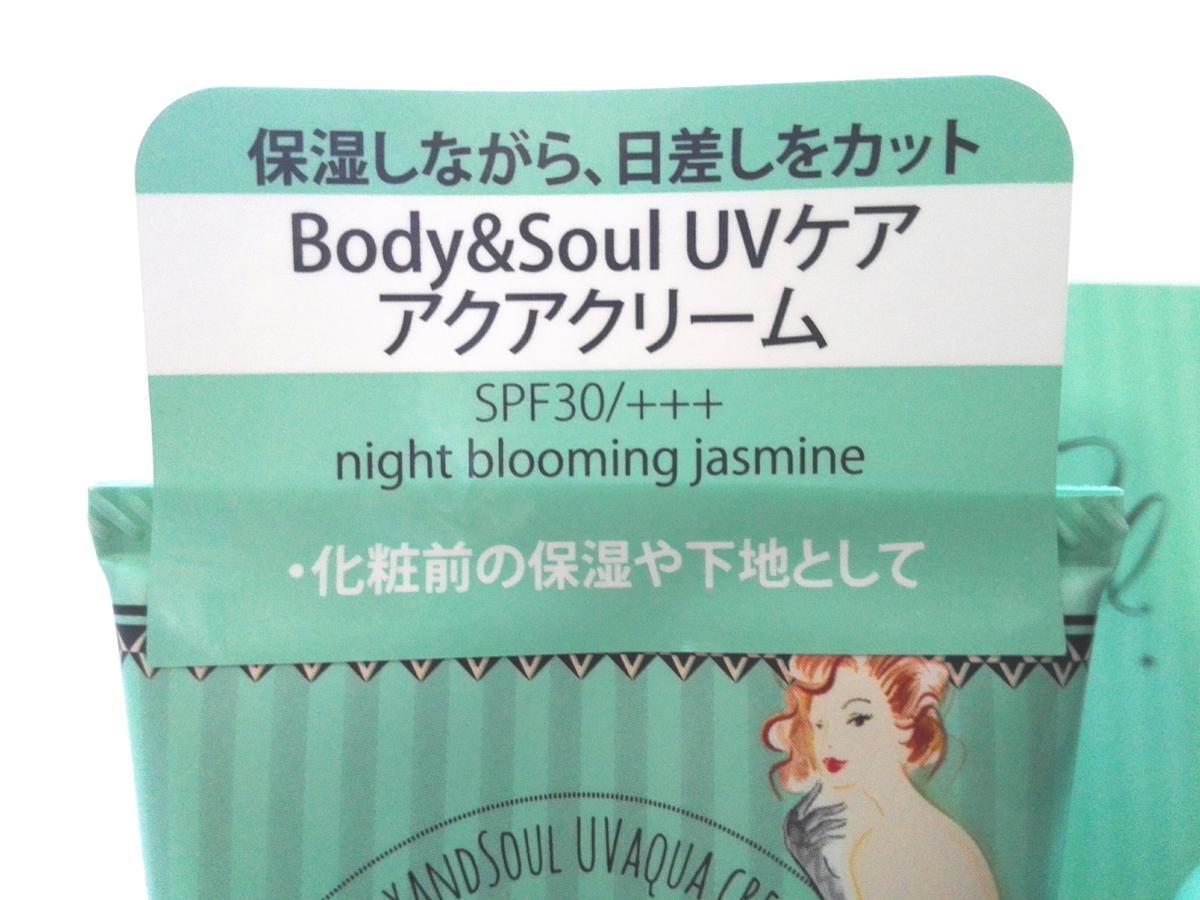 保湿しながら、日差しをカット
Body&Soul UVケア
アクアクリーム
SPF30/+++
night blooming jasmine
・化粧前の保湿や下地として
ANDSOUL UVAQUA